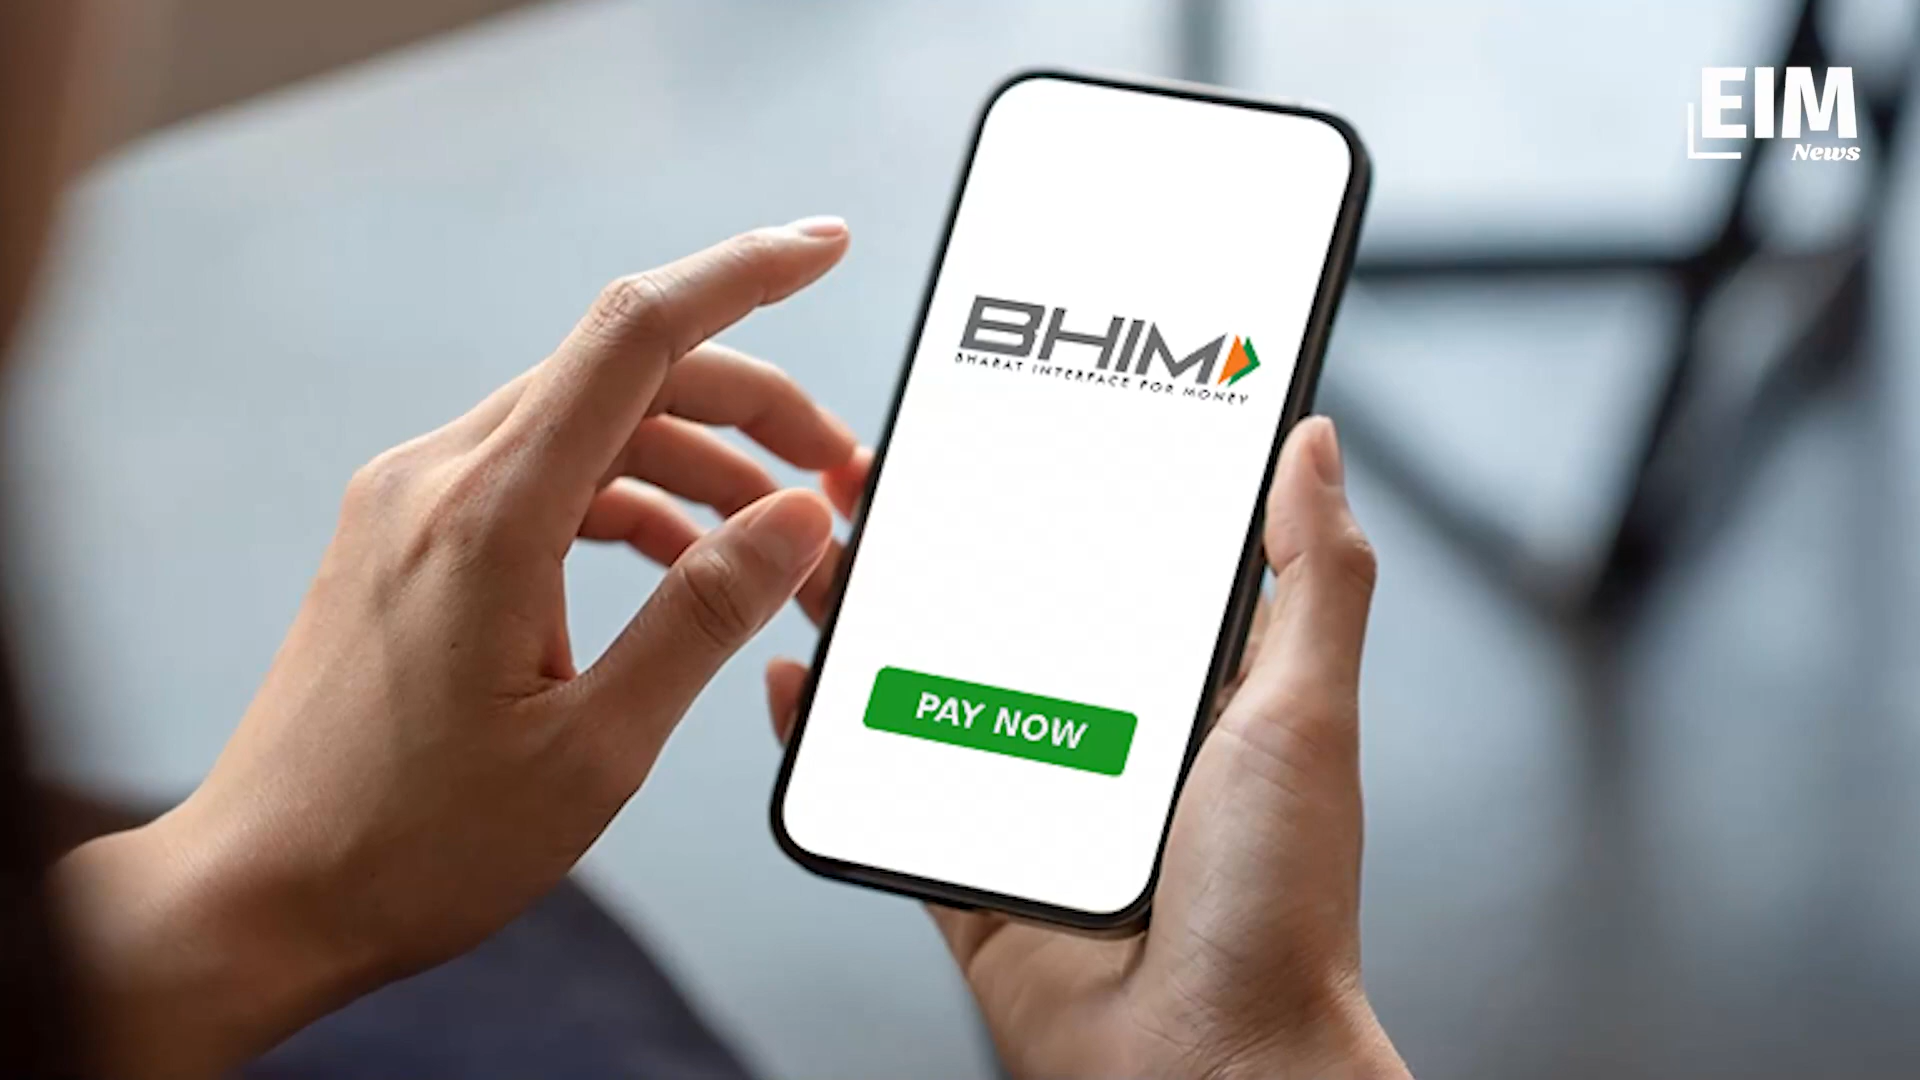 EIM
News
BHIM
BHARAT INTERFACE FOR MONEY
PAY NOW